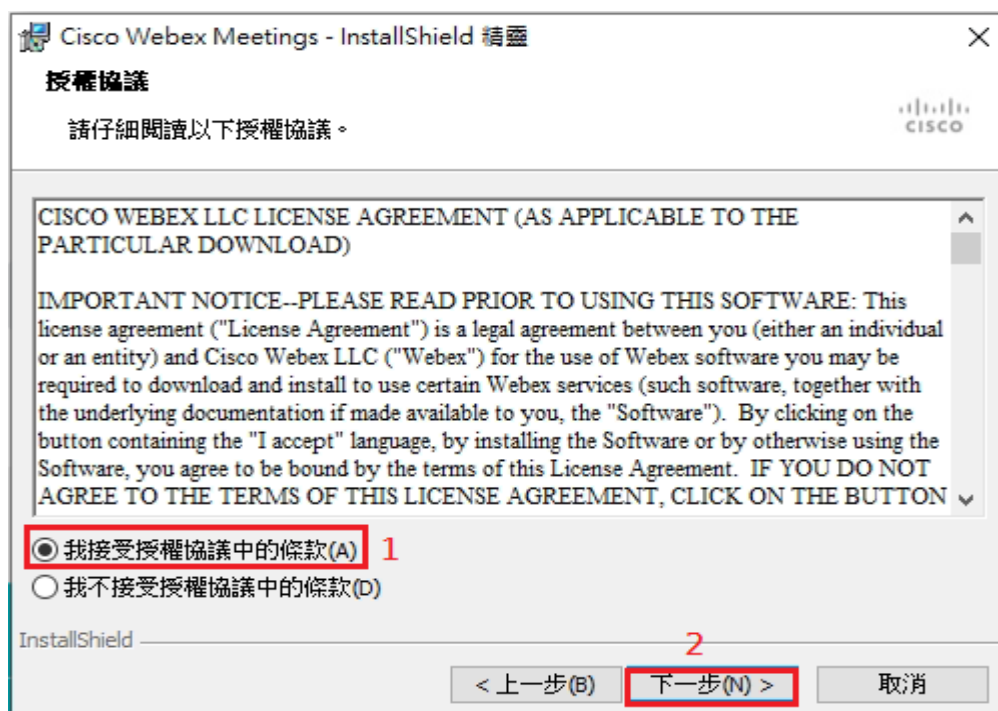 Cisco Webex Meetings - InstallShield 精靈
授權協議
請仔細閱讀以下授權協議。
CISCO
CISCO WEBEX LLC LICENSE AGREEMENT (AS APPLICABLE TO THE
PARTICULAR DOWNLOAD)
IMPORTANT NOTICE--PLEASE READ PRIOR TO USING THIS SOFTWARE: This
license agreement ("License Agreement") is a legal agreement between you (either an individual
or an entity) and Cisco Webex LLC ("Webex") for the use of Webex software you may be
required to download and install to use certain Webex services (such software, together with
the underlying documentation if made available to you, the "Software").  By clicking on the
button containing the "I accept" language, by installing the Software or by otherwise using the
Software, you agree to be bound by the terms of this License Agreement.  IF YOU DO NOT
AGREE TO THE TERMS OF THIS LICENSE AGREEMENT, CLICK ON THE BUTTON
我接受授權協議中的條款(A) 1
我不接受授權協議中的條款(D)
InstallShield
2
< 上一步(B) 下一步(N) > 取消